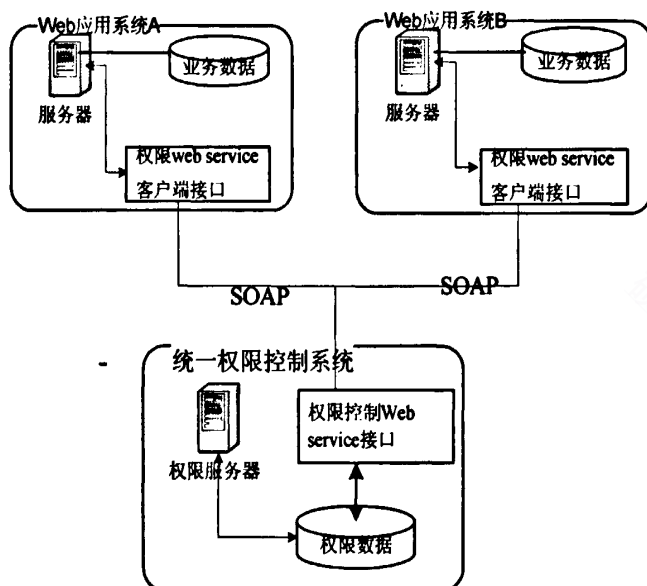 Web应用系统A
业务数据
服务器
权限web service
客户端接口
Web应用系统B
业务数据
服务器
权限web service
客户端接口
SOAP
SOAP
统一权限控制系统
权限控制Web
service接口
权限服务器
权限数据